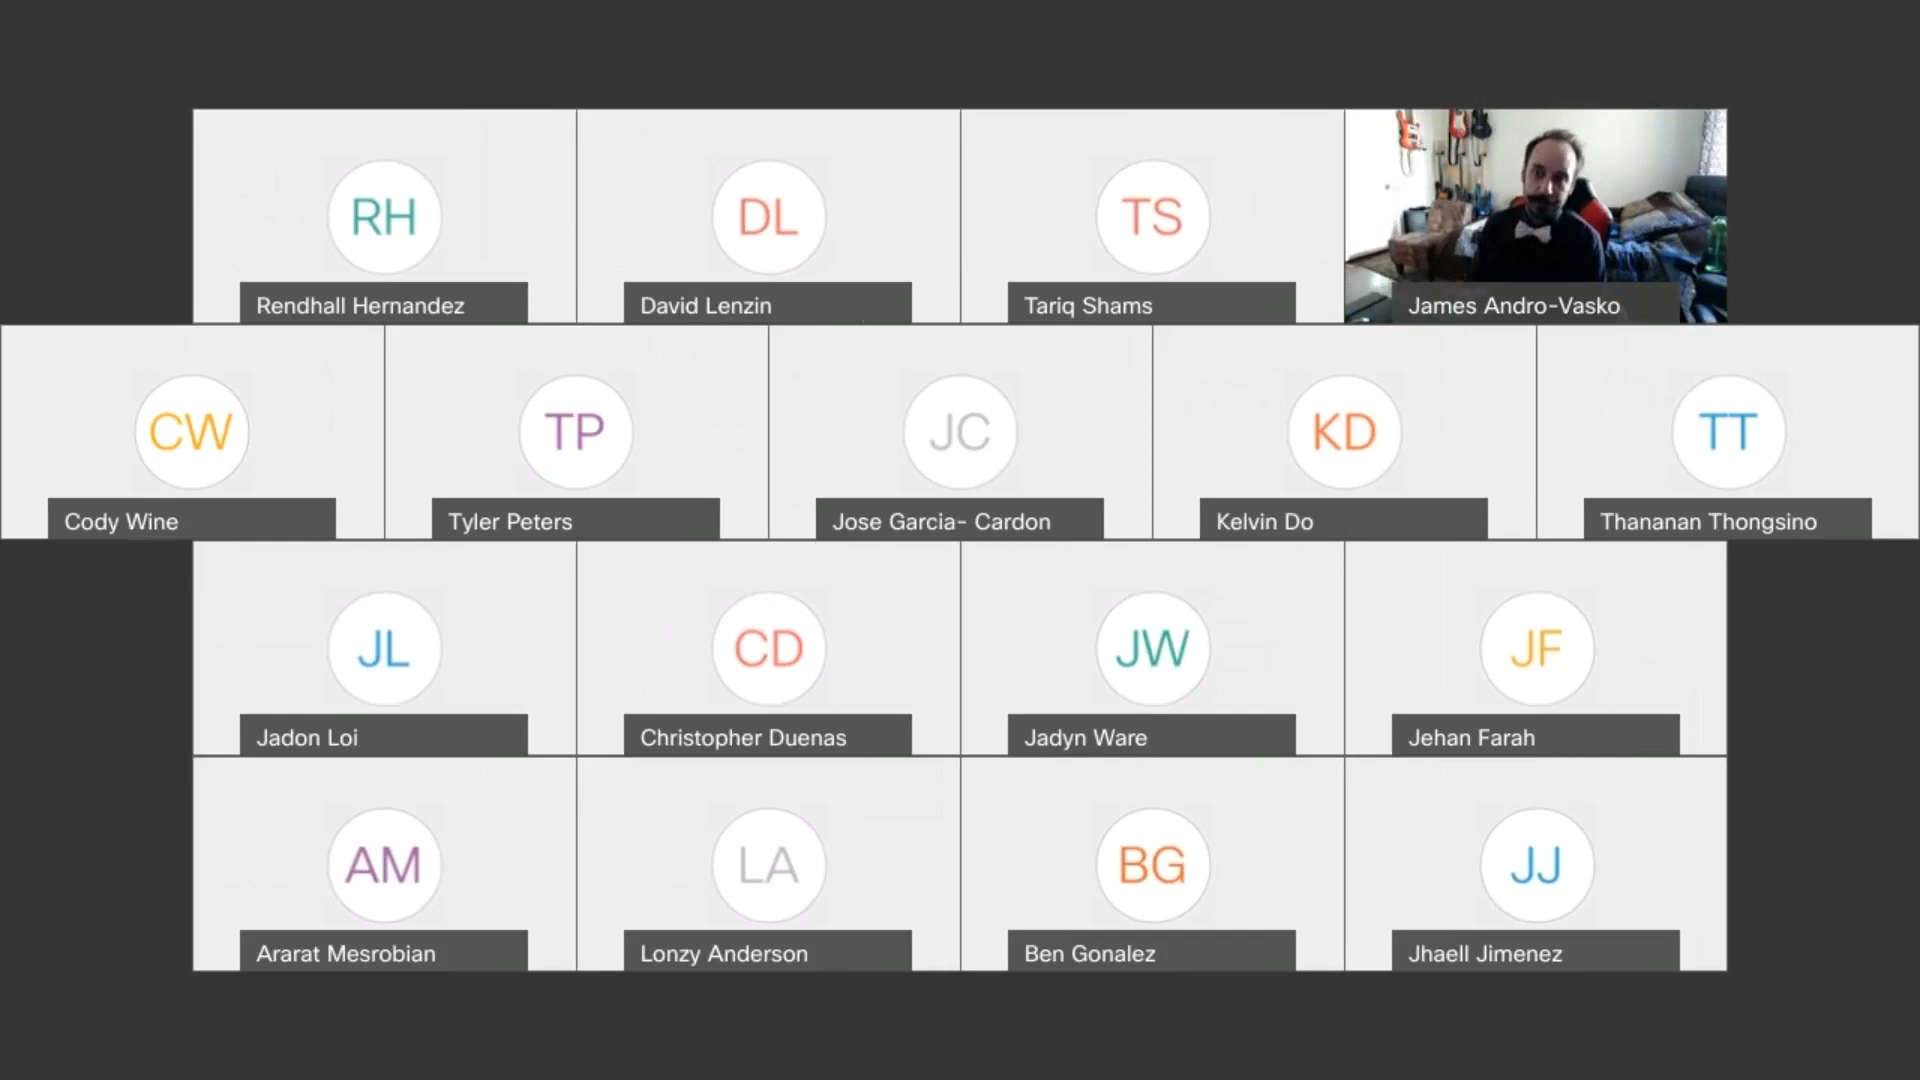 RH
Rendhall Hernandez
DL
David Lenzin
TS
Tariq Shams
James Andro-Vasko
CW
Cody Wine
TP
Tyler Peters
JC
Jose Garcia- Cardon
KD
Kelvin Do
TT
Thananan Thongsino
JL
Jadon Loi
CD
Christopher Duenas
JW
Jadyn Ware
JF
Jehan Farah
AM
Ararat Mesrobian
LA
Lonzy Anderson
BG
Ben Gonalez
JJ
Jhaell Jimenez